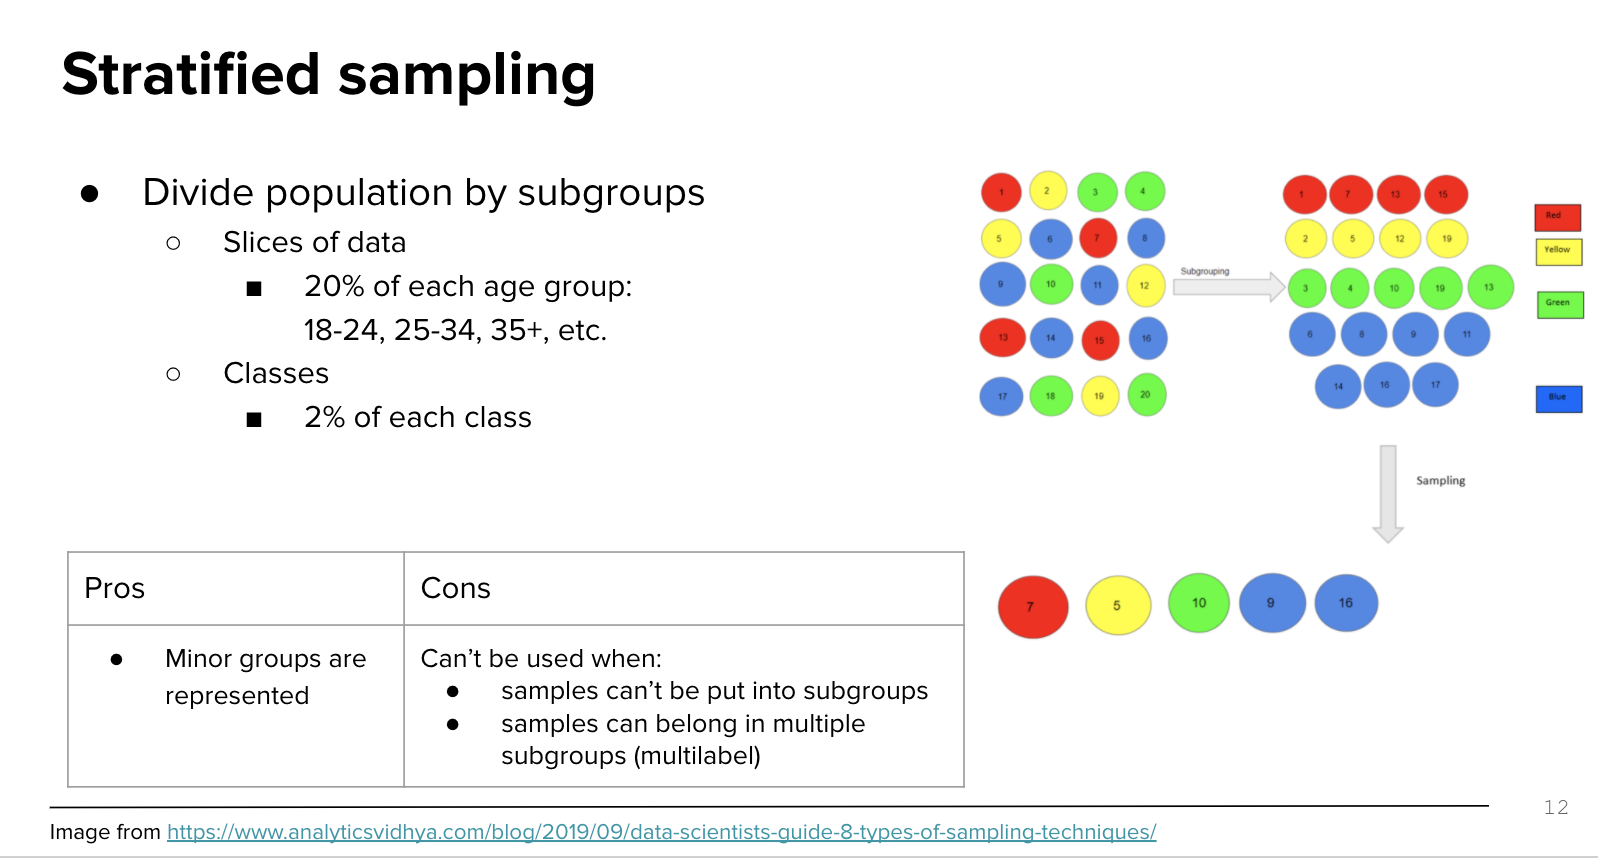 Stratified sampling
● Divide population by subgroups
○ Slices of data
■ 20% of each age group:
18-24, 25-34, 35+, etc.
○ Classes
■ 2% of each class
1 2 3 4
5 6 7 8
9 10 11 12
13 14 15 16
17 18 19 20
Subgrouping
1 7 13 15
2 5 12 19
3 4 10 19 13
6 8 9 11
14 16 17
Red
Yellow
Green
Blue
Sampling
7 5 10 9 16
Pros
Cons
● Minor groups are
represented
Can’t be used when:
● samples can’t be put into subgroups
● samples can belong in multiple
subgroups (multilabel)
12
Image from https://www.analyticsvidhya.com/blog/2019/09/data-scientists-guide-8-types-of-sampling-techniques/